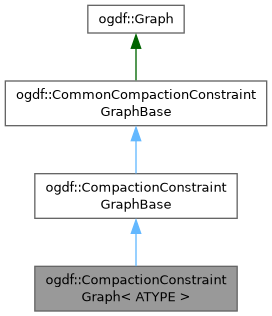 ogdf::Graph
ogdf::CommonCompactionConstraint
GraphBase
ogdf::CompactionConstraint
GraphBase
ogdf::CompactionConstraint
Graph< ATYPE >